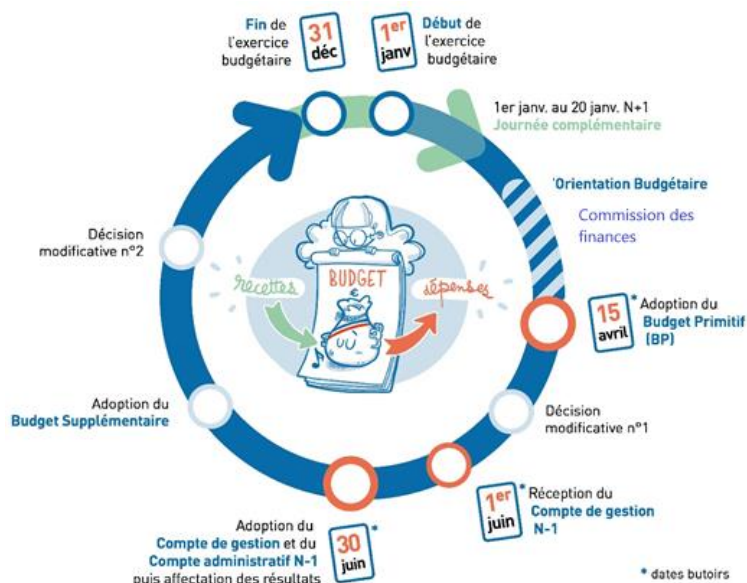 Fin de
l'exercice
budgétaire
31
déc
1er
janv
Début de
l'exercice
budgétaire
1er janv. au 20 janv. N+1
Journée complémentaire
'Orientation Budgétaire
Commission des
finances
15
avril
* Adoption du
Budget Primitif
(BP)
Décision
modificative n°1
1er
juin
* Réception du
Compte de gestion
N-1
30
juin
*
Adoption du
Compte de gestion et du
Compte administratif N-1
puis affectation des résultats
Adoption du
Budget Supplémentaire
Décision
modificative n°2
recettes
BUDGET
€
dépenses
* dates butoirs